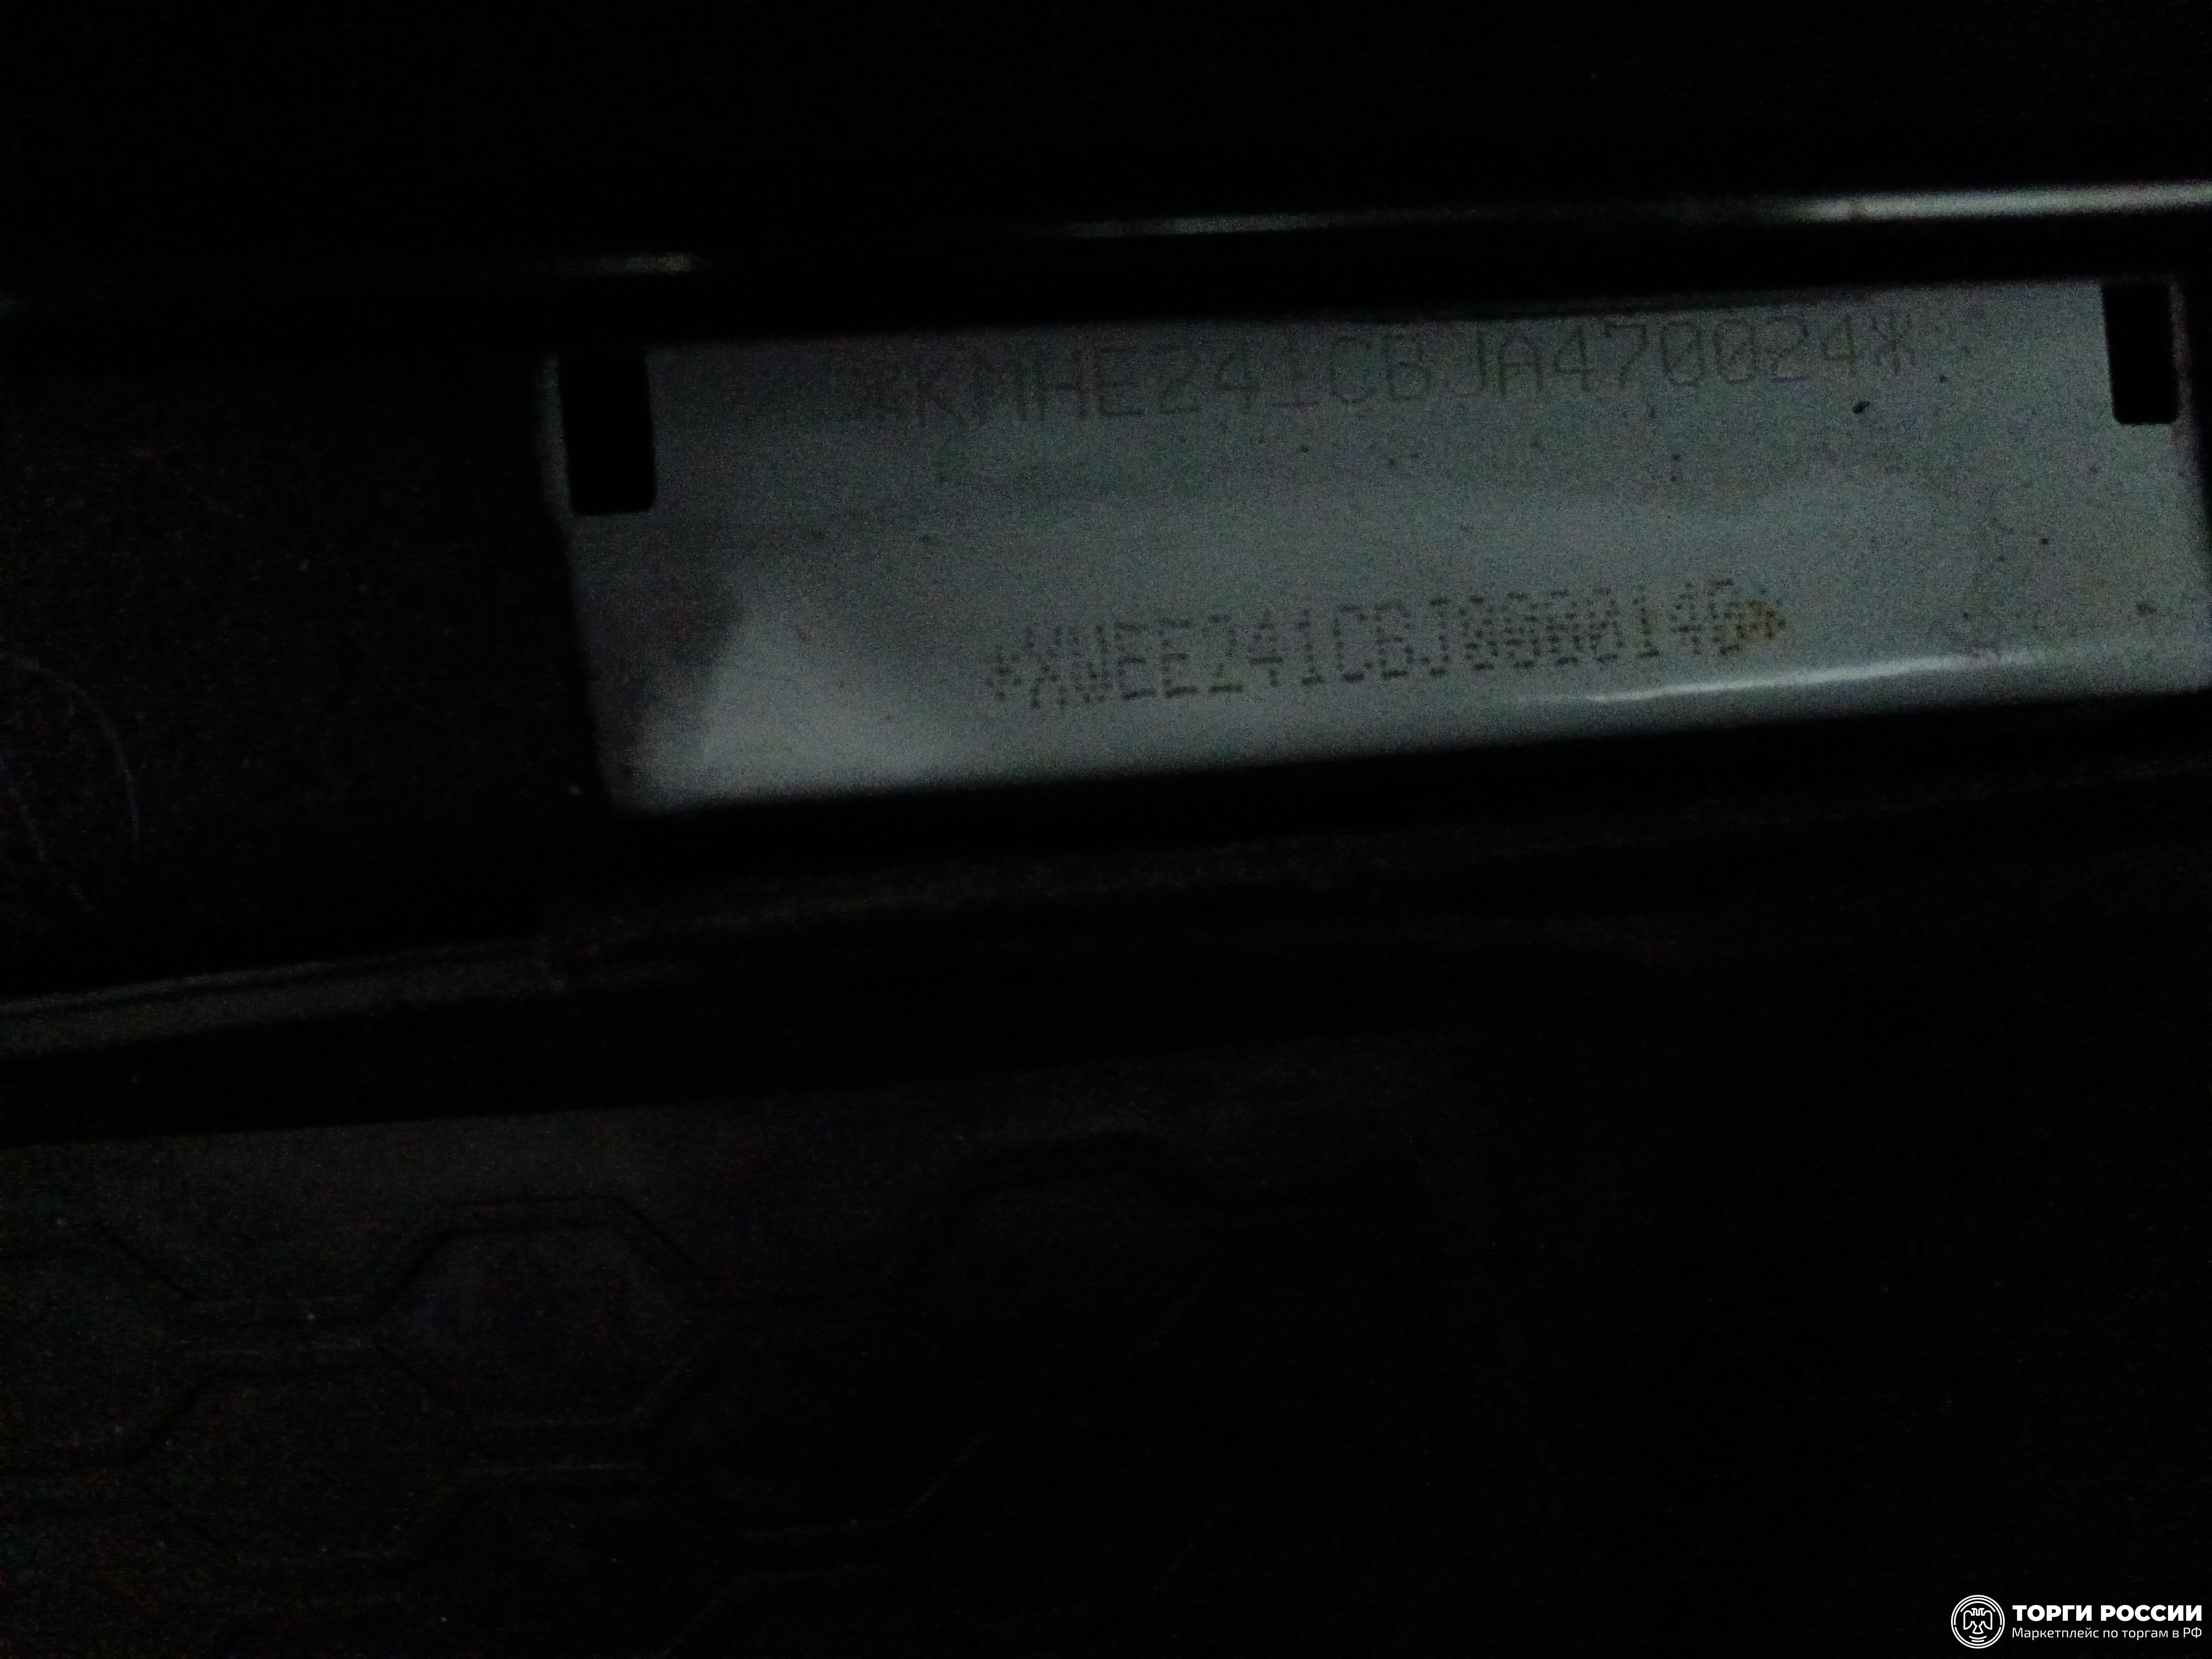 *KMHE241CBJA470024*
*XWEE241CBJ0000140*
ТОРГИ РОССИИ
Маркетплейс по торгам в РФ